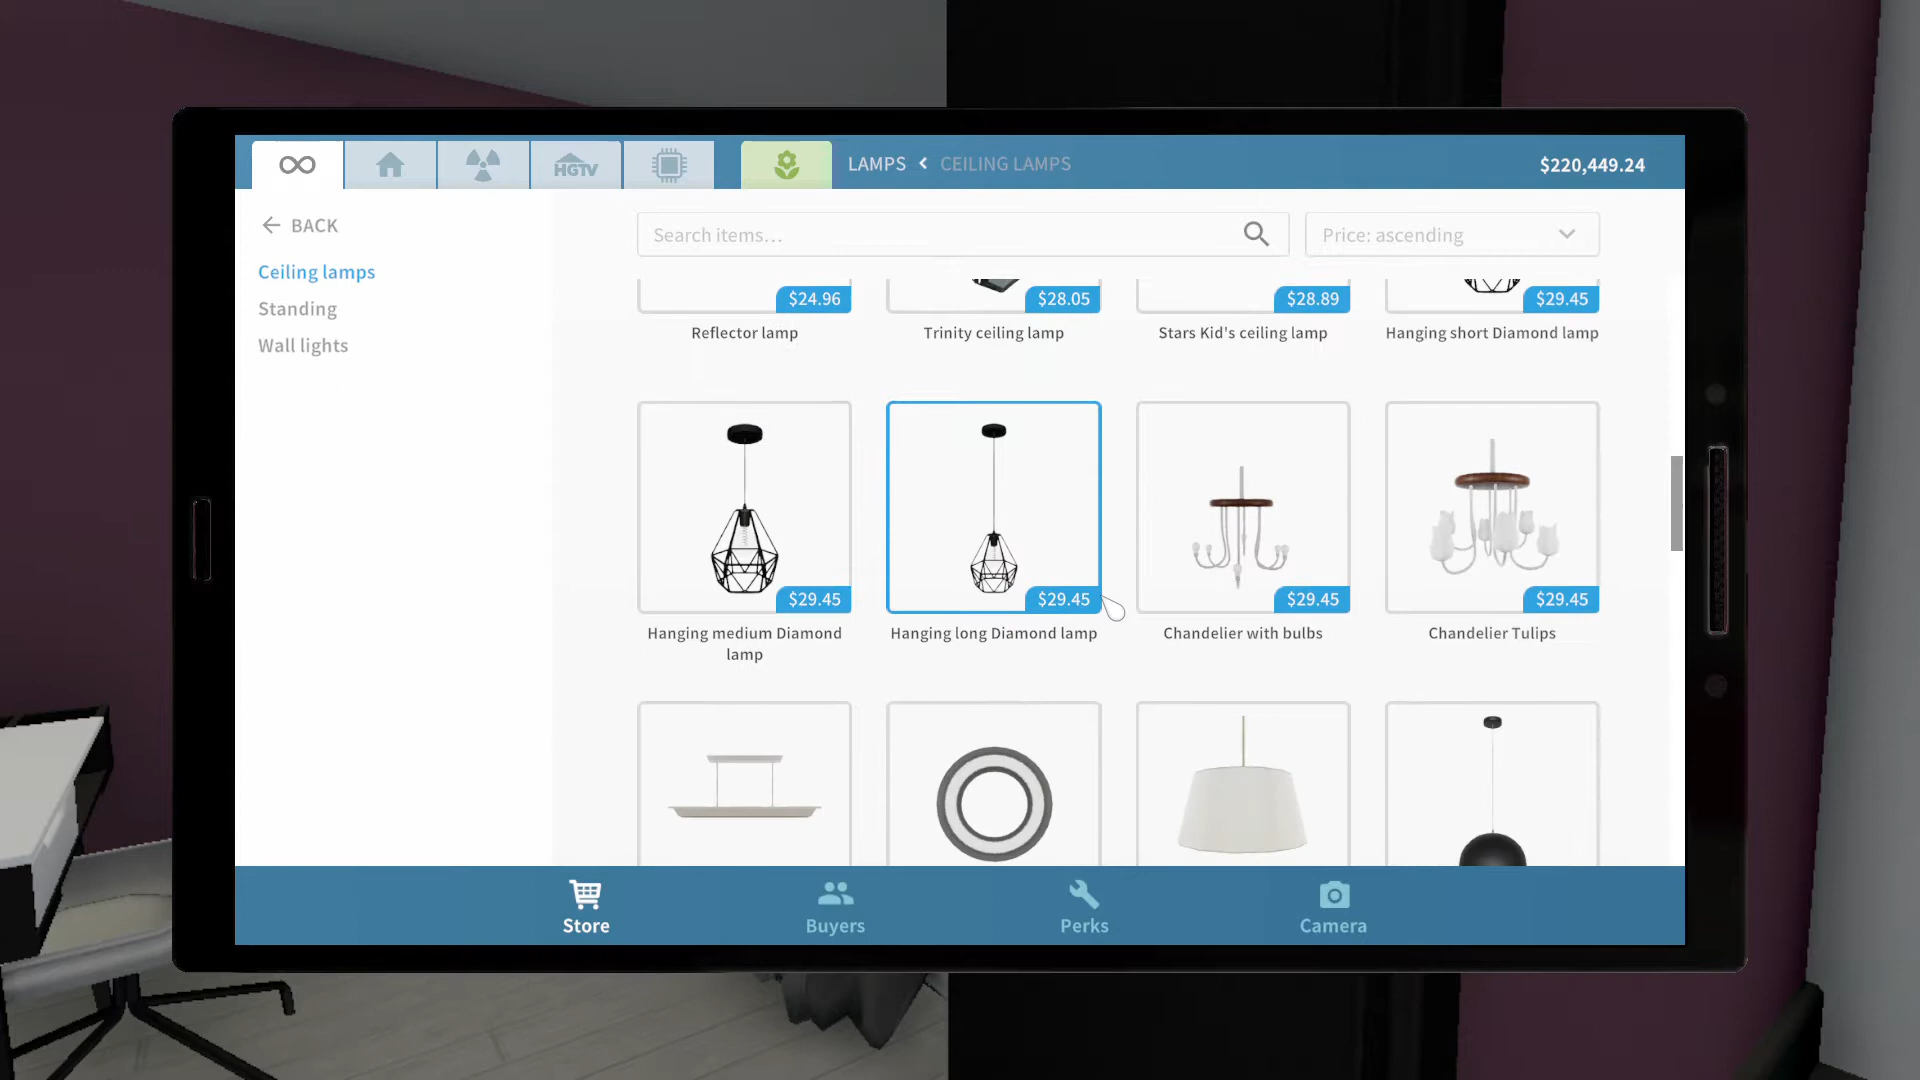 HGTV
LAMPS < CEILING LAMPS
$220,449.24
BACK
Search items...
Price: ascending
Ceiling lamps
Standing
Wall lights
$24.96
$28.05
$28.89
$29.45
Reflector lamp
Trinity ceiling lamp
Stars Kid's ceiling lamp
Hanging short Diamond lamp
$29.45
$29.45
$29.45
$29.45
Hanging medium Diamond
lamp
Hanging long Diamond lamp
Chandelier with bulbs
Chandelier Tulips
Store
Buyers
Perks
Camera